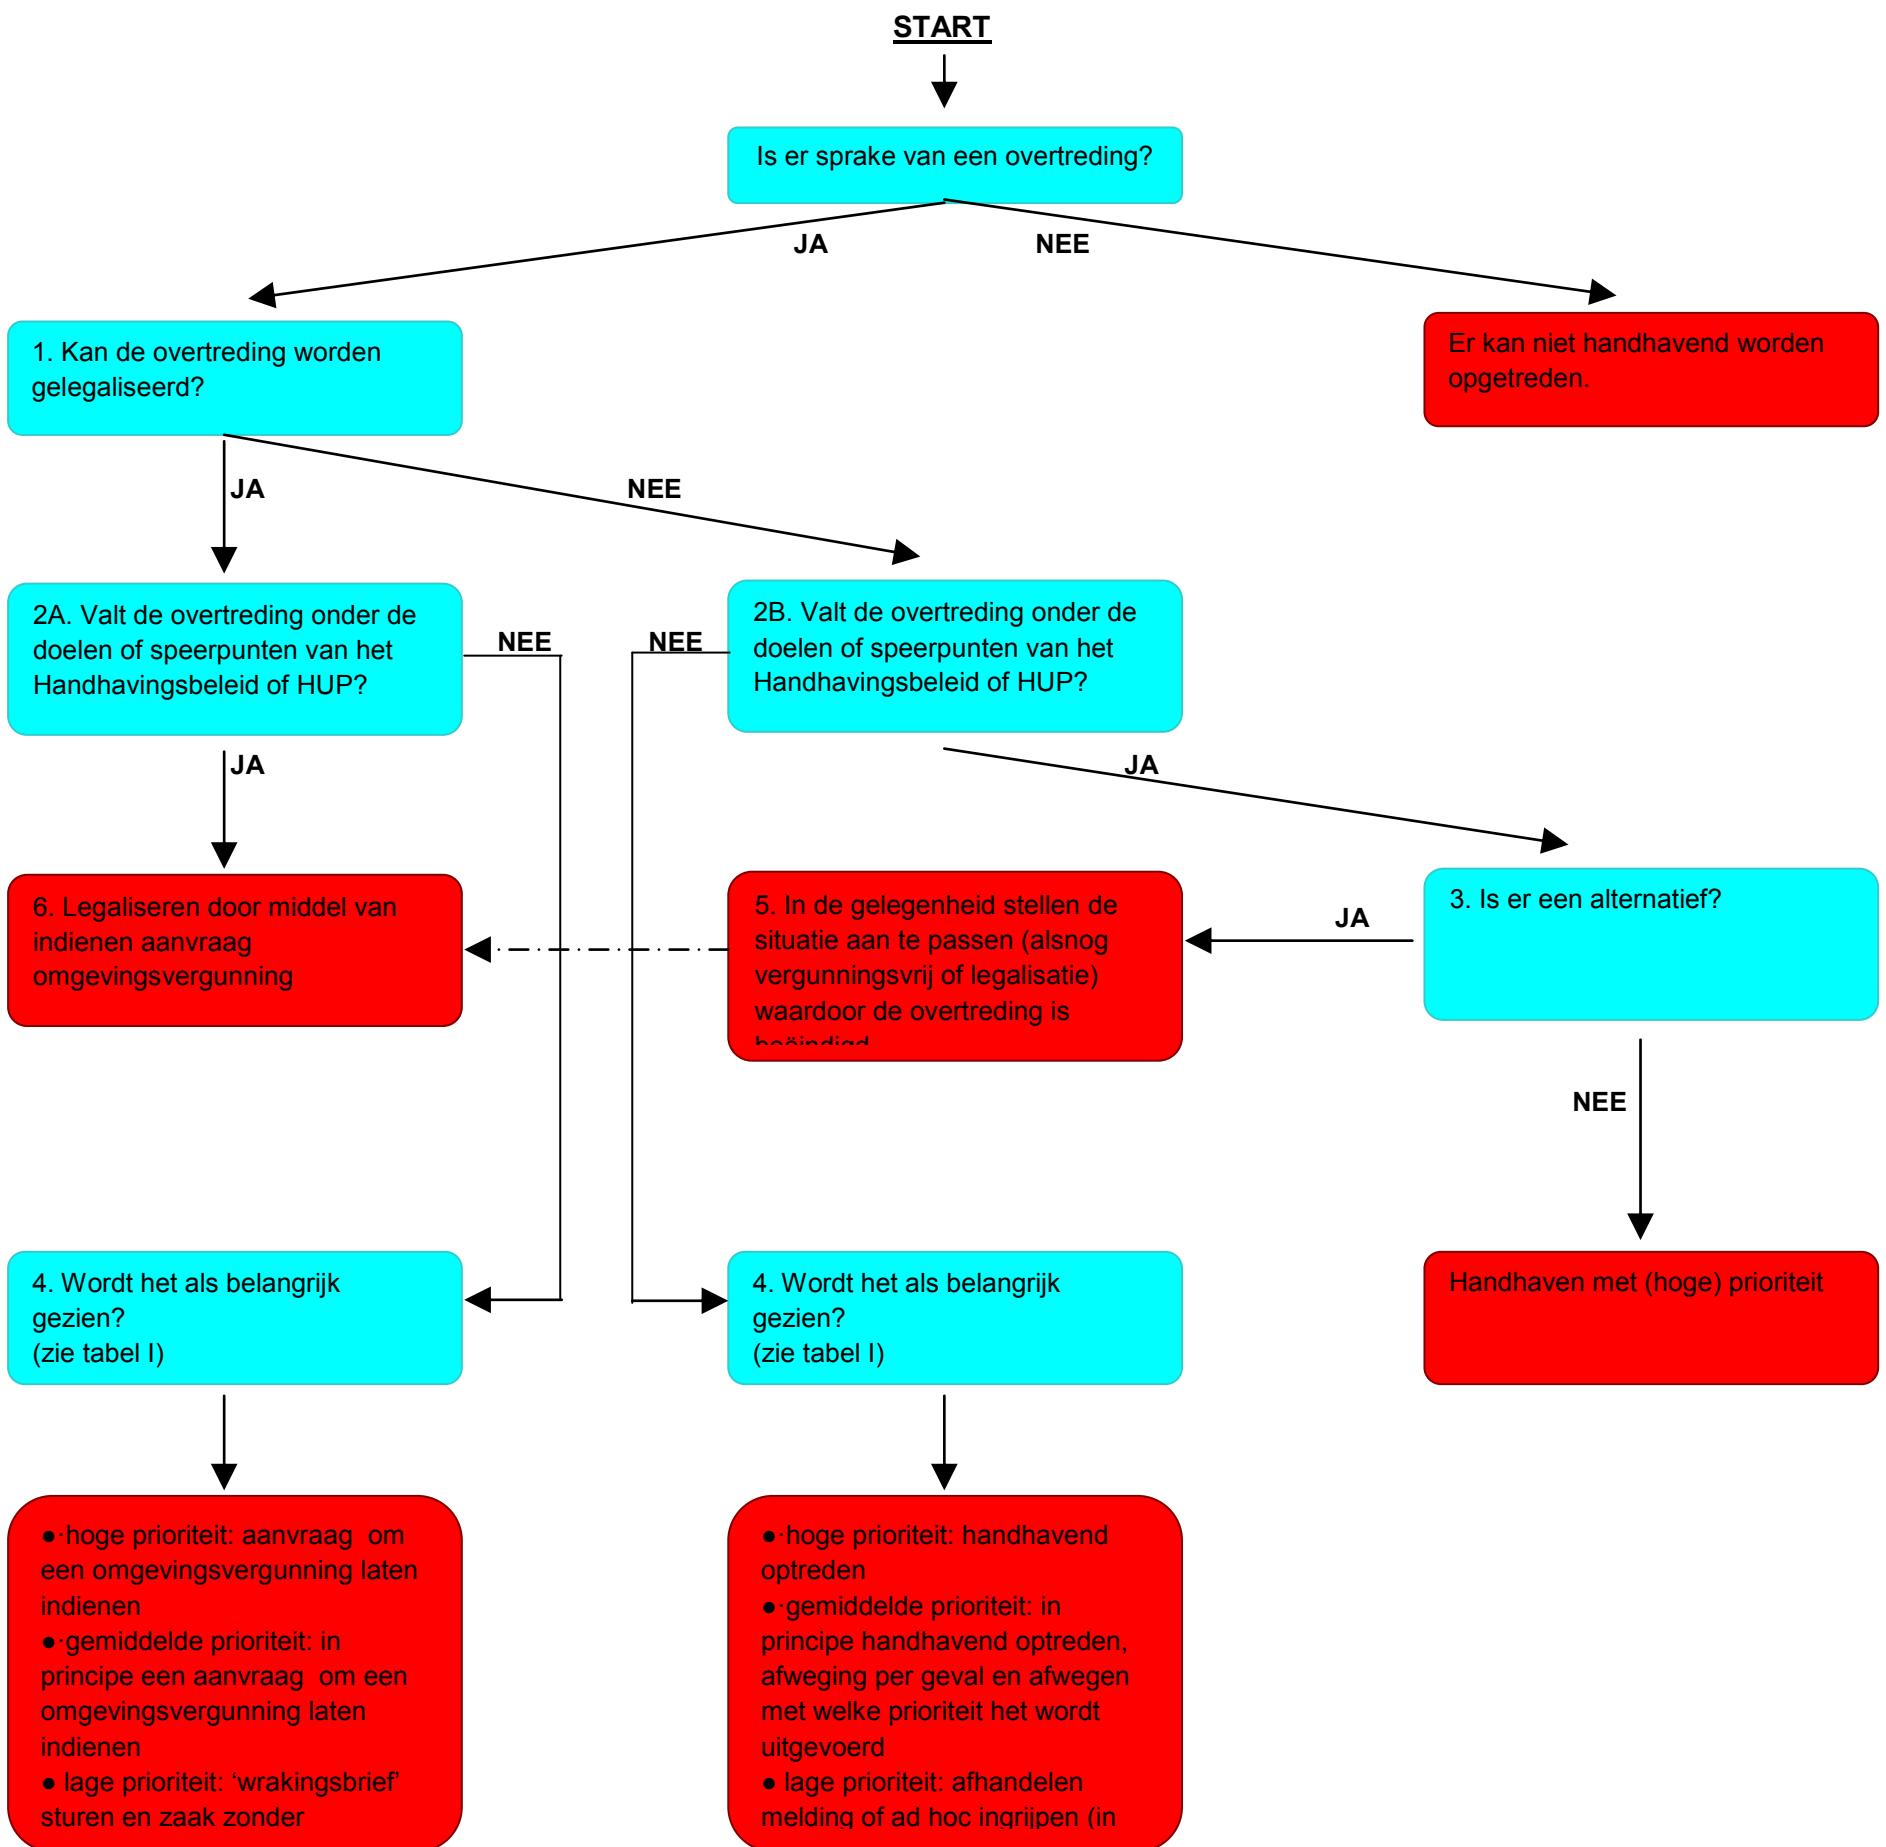 START
Is er sprake van een overtreding?
JA
NEE
1. Kan de overtreding worden
gelegaliseerd?
Er kan niet handhavend worden
opgetreden.
JA
NEE
2A. Valt de overtreding onder de
doelen of speerpunten van het
Handhavingsbeleid of HUP?
NEE
NEE
2B. Valt de overtreding onder de
doelen of speerpunten van het
Handhavingsbeleid of HUP?
JA
JA
6. Legaliseren door middel van
indienen aanvraag
omgevingsvergunning
5. In de gelegenheid stellen de
situatie aan te passen (alsnog
vergunningsvrij of legalisatie)
waardoor de overtreding is
beëindigd
JA
3. Is er een alternatief?
NEE
4. Wordt het als belangrijk
gezien?
(zie tabel I)
4. Wordt het als belangrijk
gezien?
(zie tabel I)
Handhaven met (hoge) prioriteit
●·hoge prioriteit: aanvraag  om
een omgevingsvergunning laten
indienen
●·gemiddelde prioriteit: in
principe een aanvraag  om een
omgevingsvergunning laten
indienen
● lage prioriteit: ‘wrakingsbrief’
sturen en zaak zonder
●·hoge prioriteit: handhavend
optreden
●·gemiddelde prioriteit: in
principe handhavend optreden,
afweging per geval en afwegen
met welke prioriteit het wordt
uitgevoerd
● lage prioriteit: afhandelen
melding of ad hoc ingrijpen (in